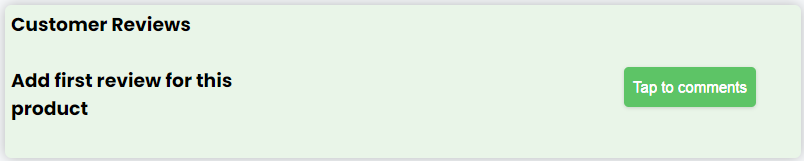 Customer Reviews
Add first review for this
product
Tap to comments